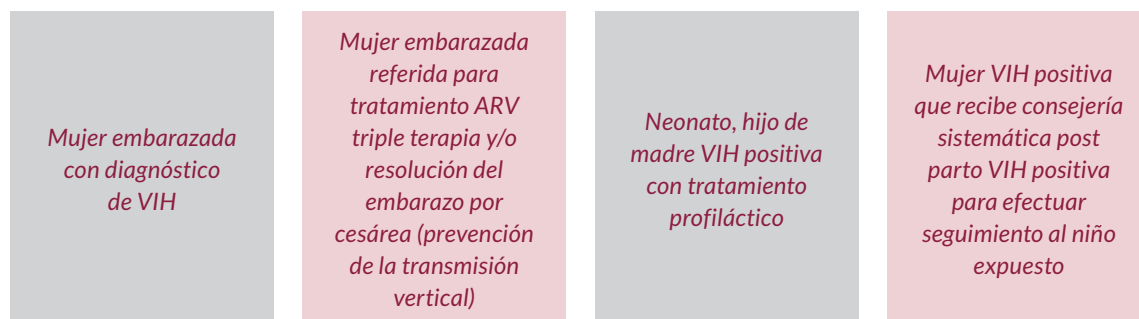 Mujer embarazada
con diagnóstico
de VIH
Mujer embarazada
referida para
tratamiento ARV
triple terapia y/o
resolución del
embarazo por
cesárea (prevención
de la transmisión
vertical)
Neonato, hijo de
madre VIH positiva
con tratamiento
profiláctico
Mujer VIH positiva
que recibe consejería
sistemática post
parto VIH positiva
para efectuar
seguimiento al niño
expuesto